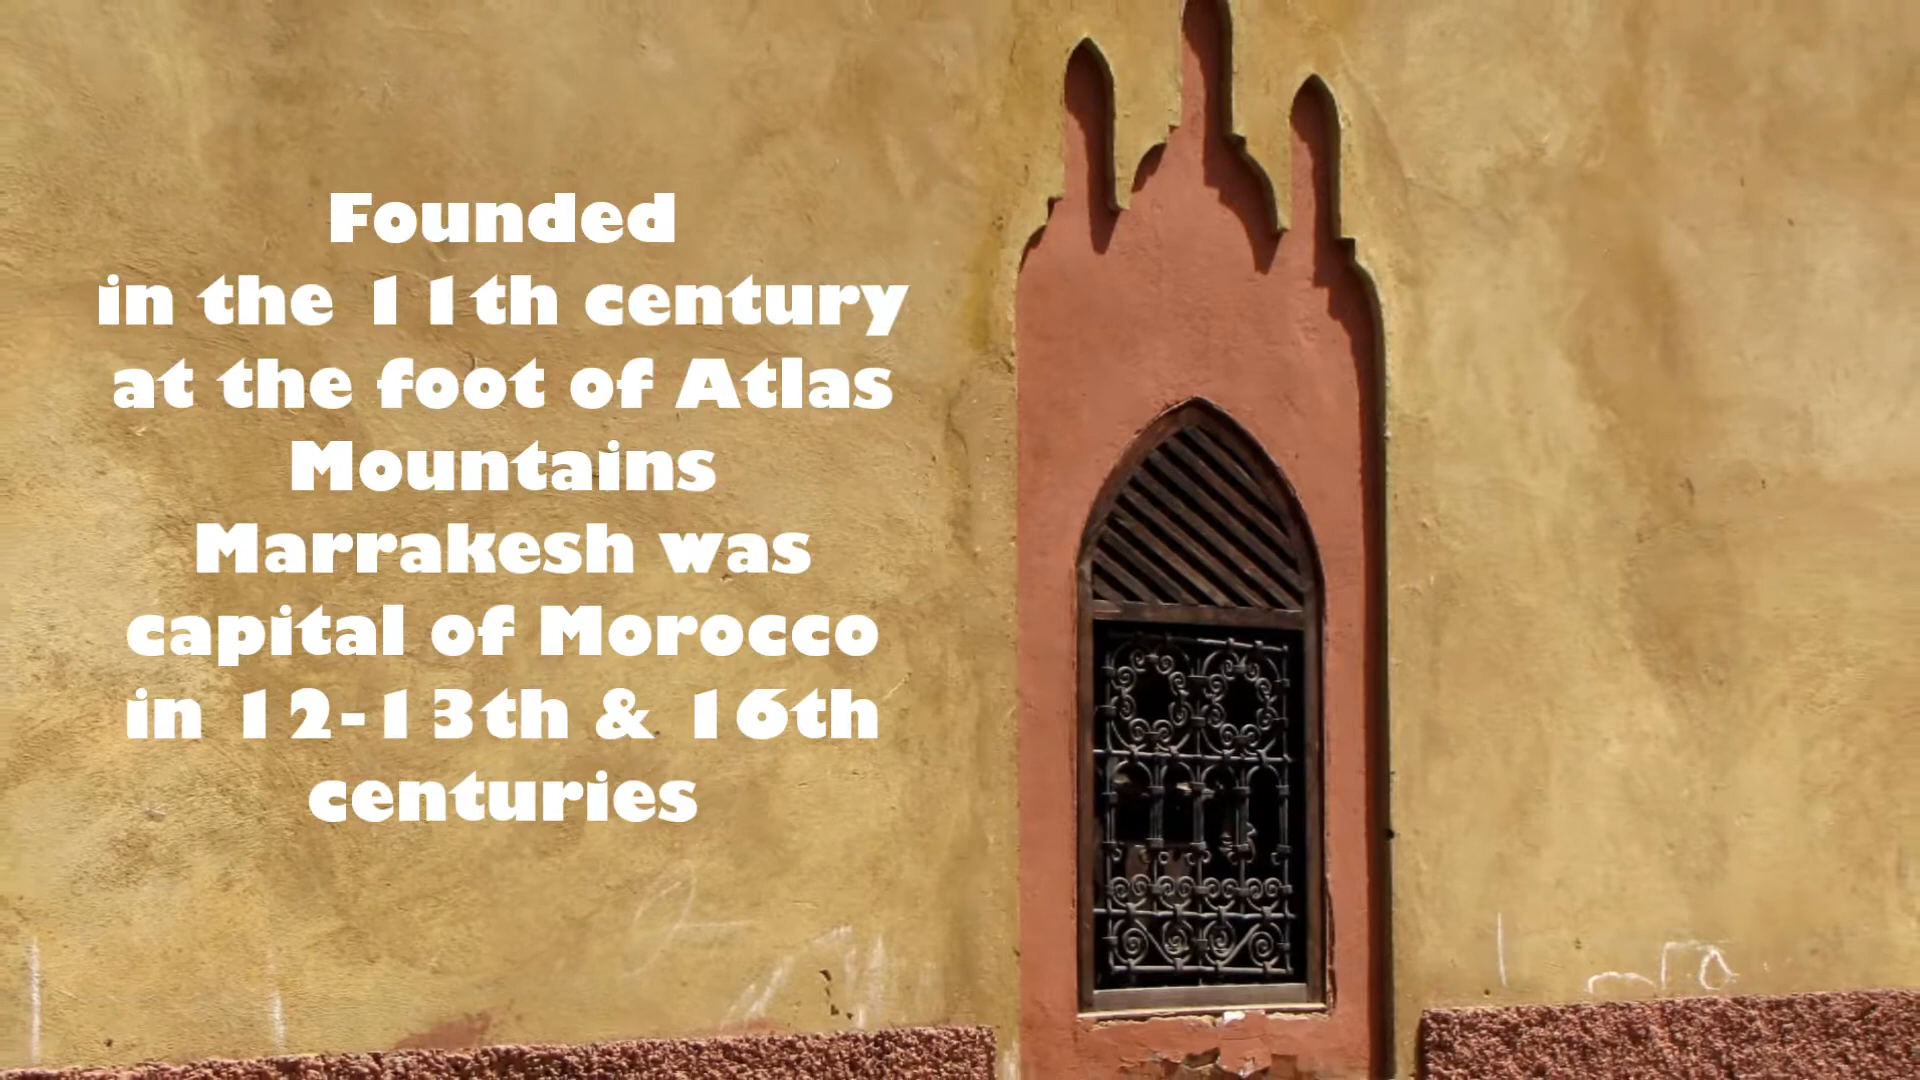 Founded
in the 11th century
at the foot of Atlas
Mountains
Marrakesh was
capital of Morocco
in 12-13th & 16th
centuries